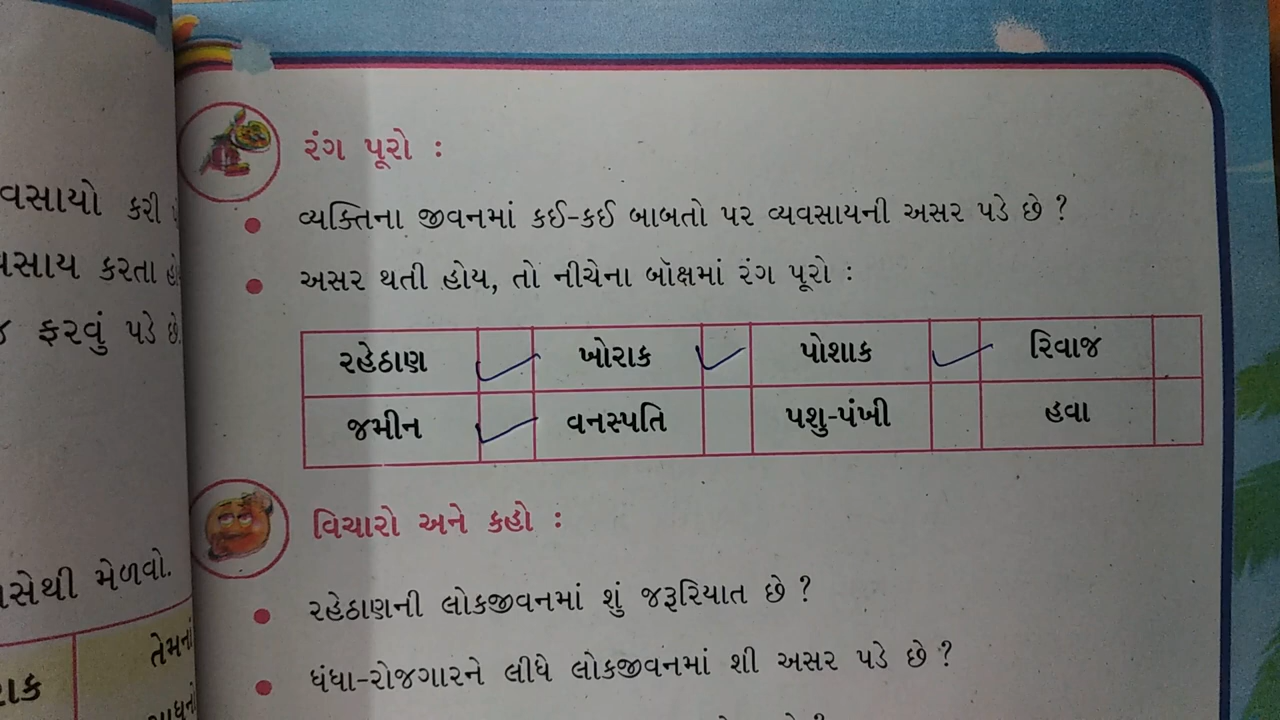 વસાયો કરી
વસાય કરતા
ફરવું પડે છે.
મેળવો.
તેમનાં
રંગ પૂરો :
• વ્યક્તિના જીવનમાં કઈ-કઈ બાબતો પર વ્યવસાયની અસર પડે છે ?
• અસર થતી હોય, તો નીચેના બૉક્ષમાં રંગ પૂરો :
રહેઠાણ ✓ ખોરાક ✓ પોશાક ✓ રિવાજ
જમીન ✓ વનસ્પતિ પશુ-પંખી હવા
વિચારો અને કહો :
• રહેઠાણની લોકજીવનમાં શું જરૂરિયાત છે ?
• ધંધા-રોજગારને લીધે લોકજીવનમાં શી અસર પડે છે ?